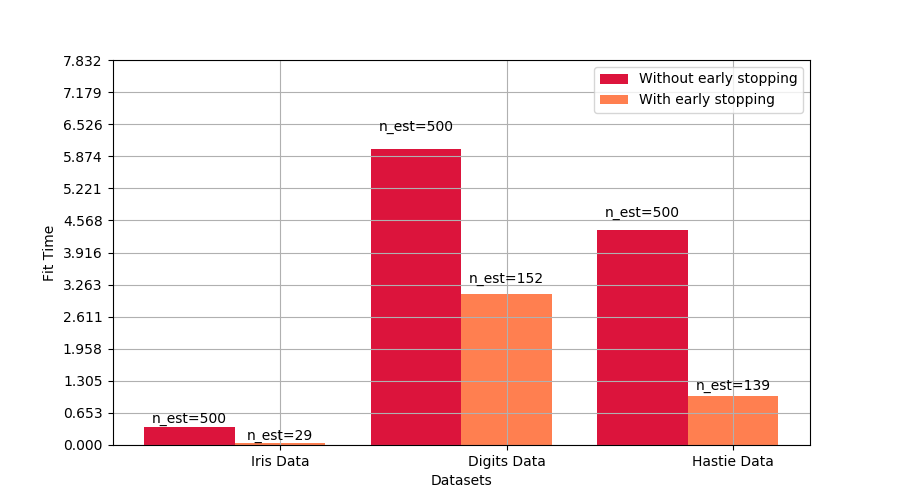 7.832
7.179
6.526
5.874
5.221
4.568
3.916
3.263
2.611
1.958
1.305
0.653
0.000
Fit Time
Without early stopping
With early stopping
n_est=500
n_est=500
n_est=152
n_est=139
n_est=500
n_est=29
Iris Data
Digits Data
Hastie Data
Datasets